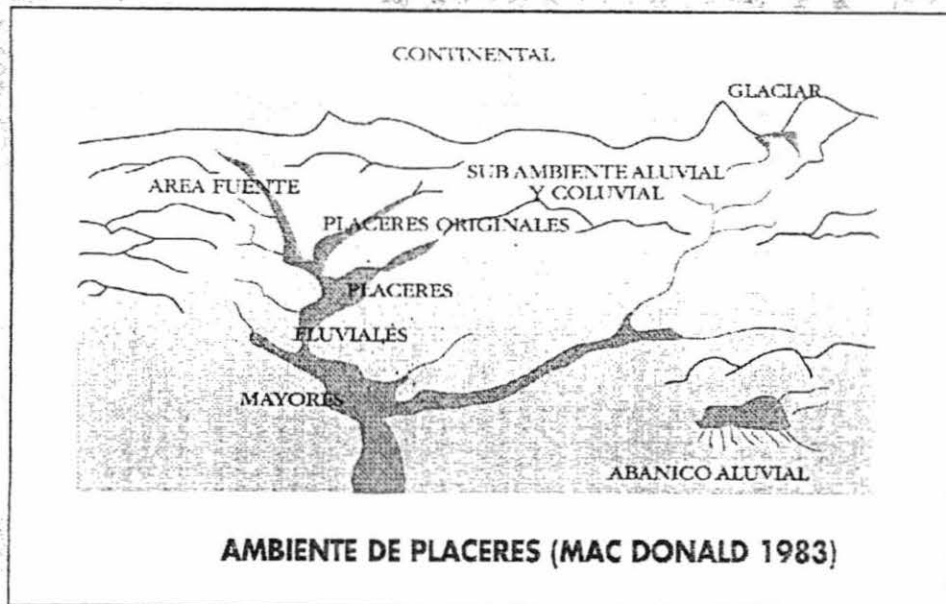 CONTINENTAL
GLACIAR
AREA FUENTE
SUB AMBIENTE ALUVIAL
Y COLUVIAL
PLACERES ORIGINALES
PLACERES
FLUVIALES
MAYORES
ABANICO ALUVIAL
AMBIENTE DE PLACERES (MAC DONALD 1983)